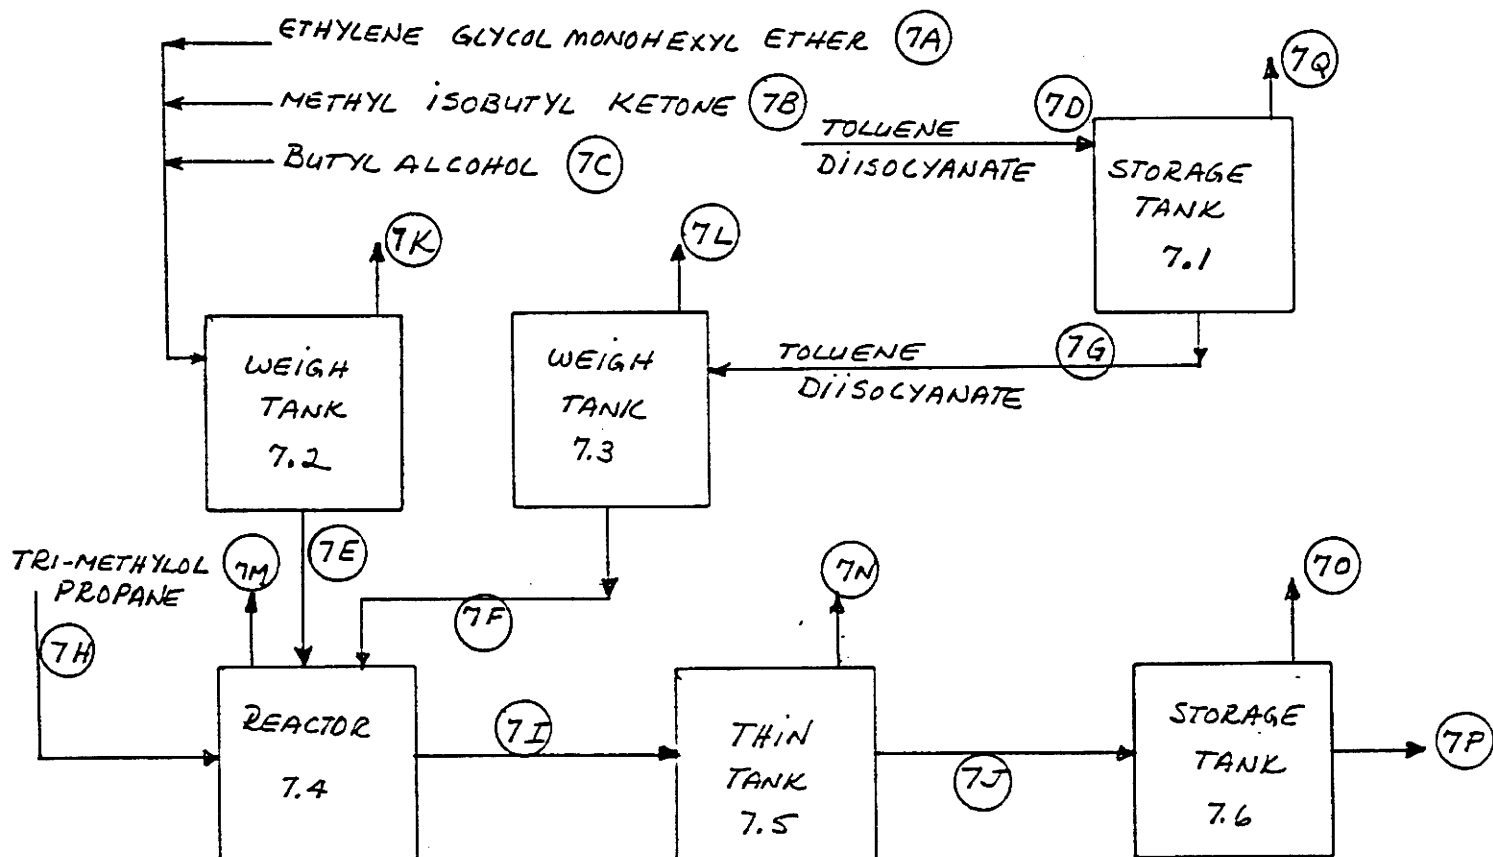 ETHYLENE GLYCOL MONOHEXYL ETHER 7A
METHYL ISOBUTYL KETONE 7B
BUTYL ALCOHOL 7C
TOLUENE
DIISOCYANATE
7D
7Q
STORAGE
TANK
7.1
7K
7L
WEIGH
TANK
7.2
WEIGH
TANK
7.3
TOLUENE
DIISOCYANATE
7G
TRI-METHYLOL
PROPANE
7H
7M
7E
7F
7N
7O
REACTOR
7.4
7I
THIN
TANK
7.5
7J
STORAGE
TANK
7.6
7P